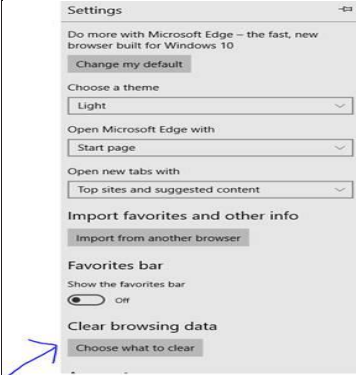 Settings
Do more with Microsoft Edge – the fast, new
browser built for Windows 10
Change my default
Choose a theme
Light
Open Microsoft Edge with
Start page
Open new tabs with
Top sites and suggested content
Import favorites and other info
Import from another browser
Favorites bar
Show the favorites bar
Off
Clear browsing data
Choose what to clear